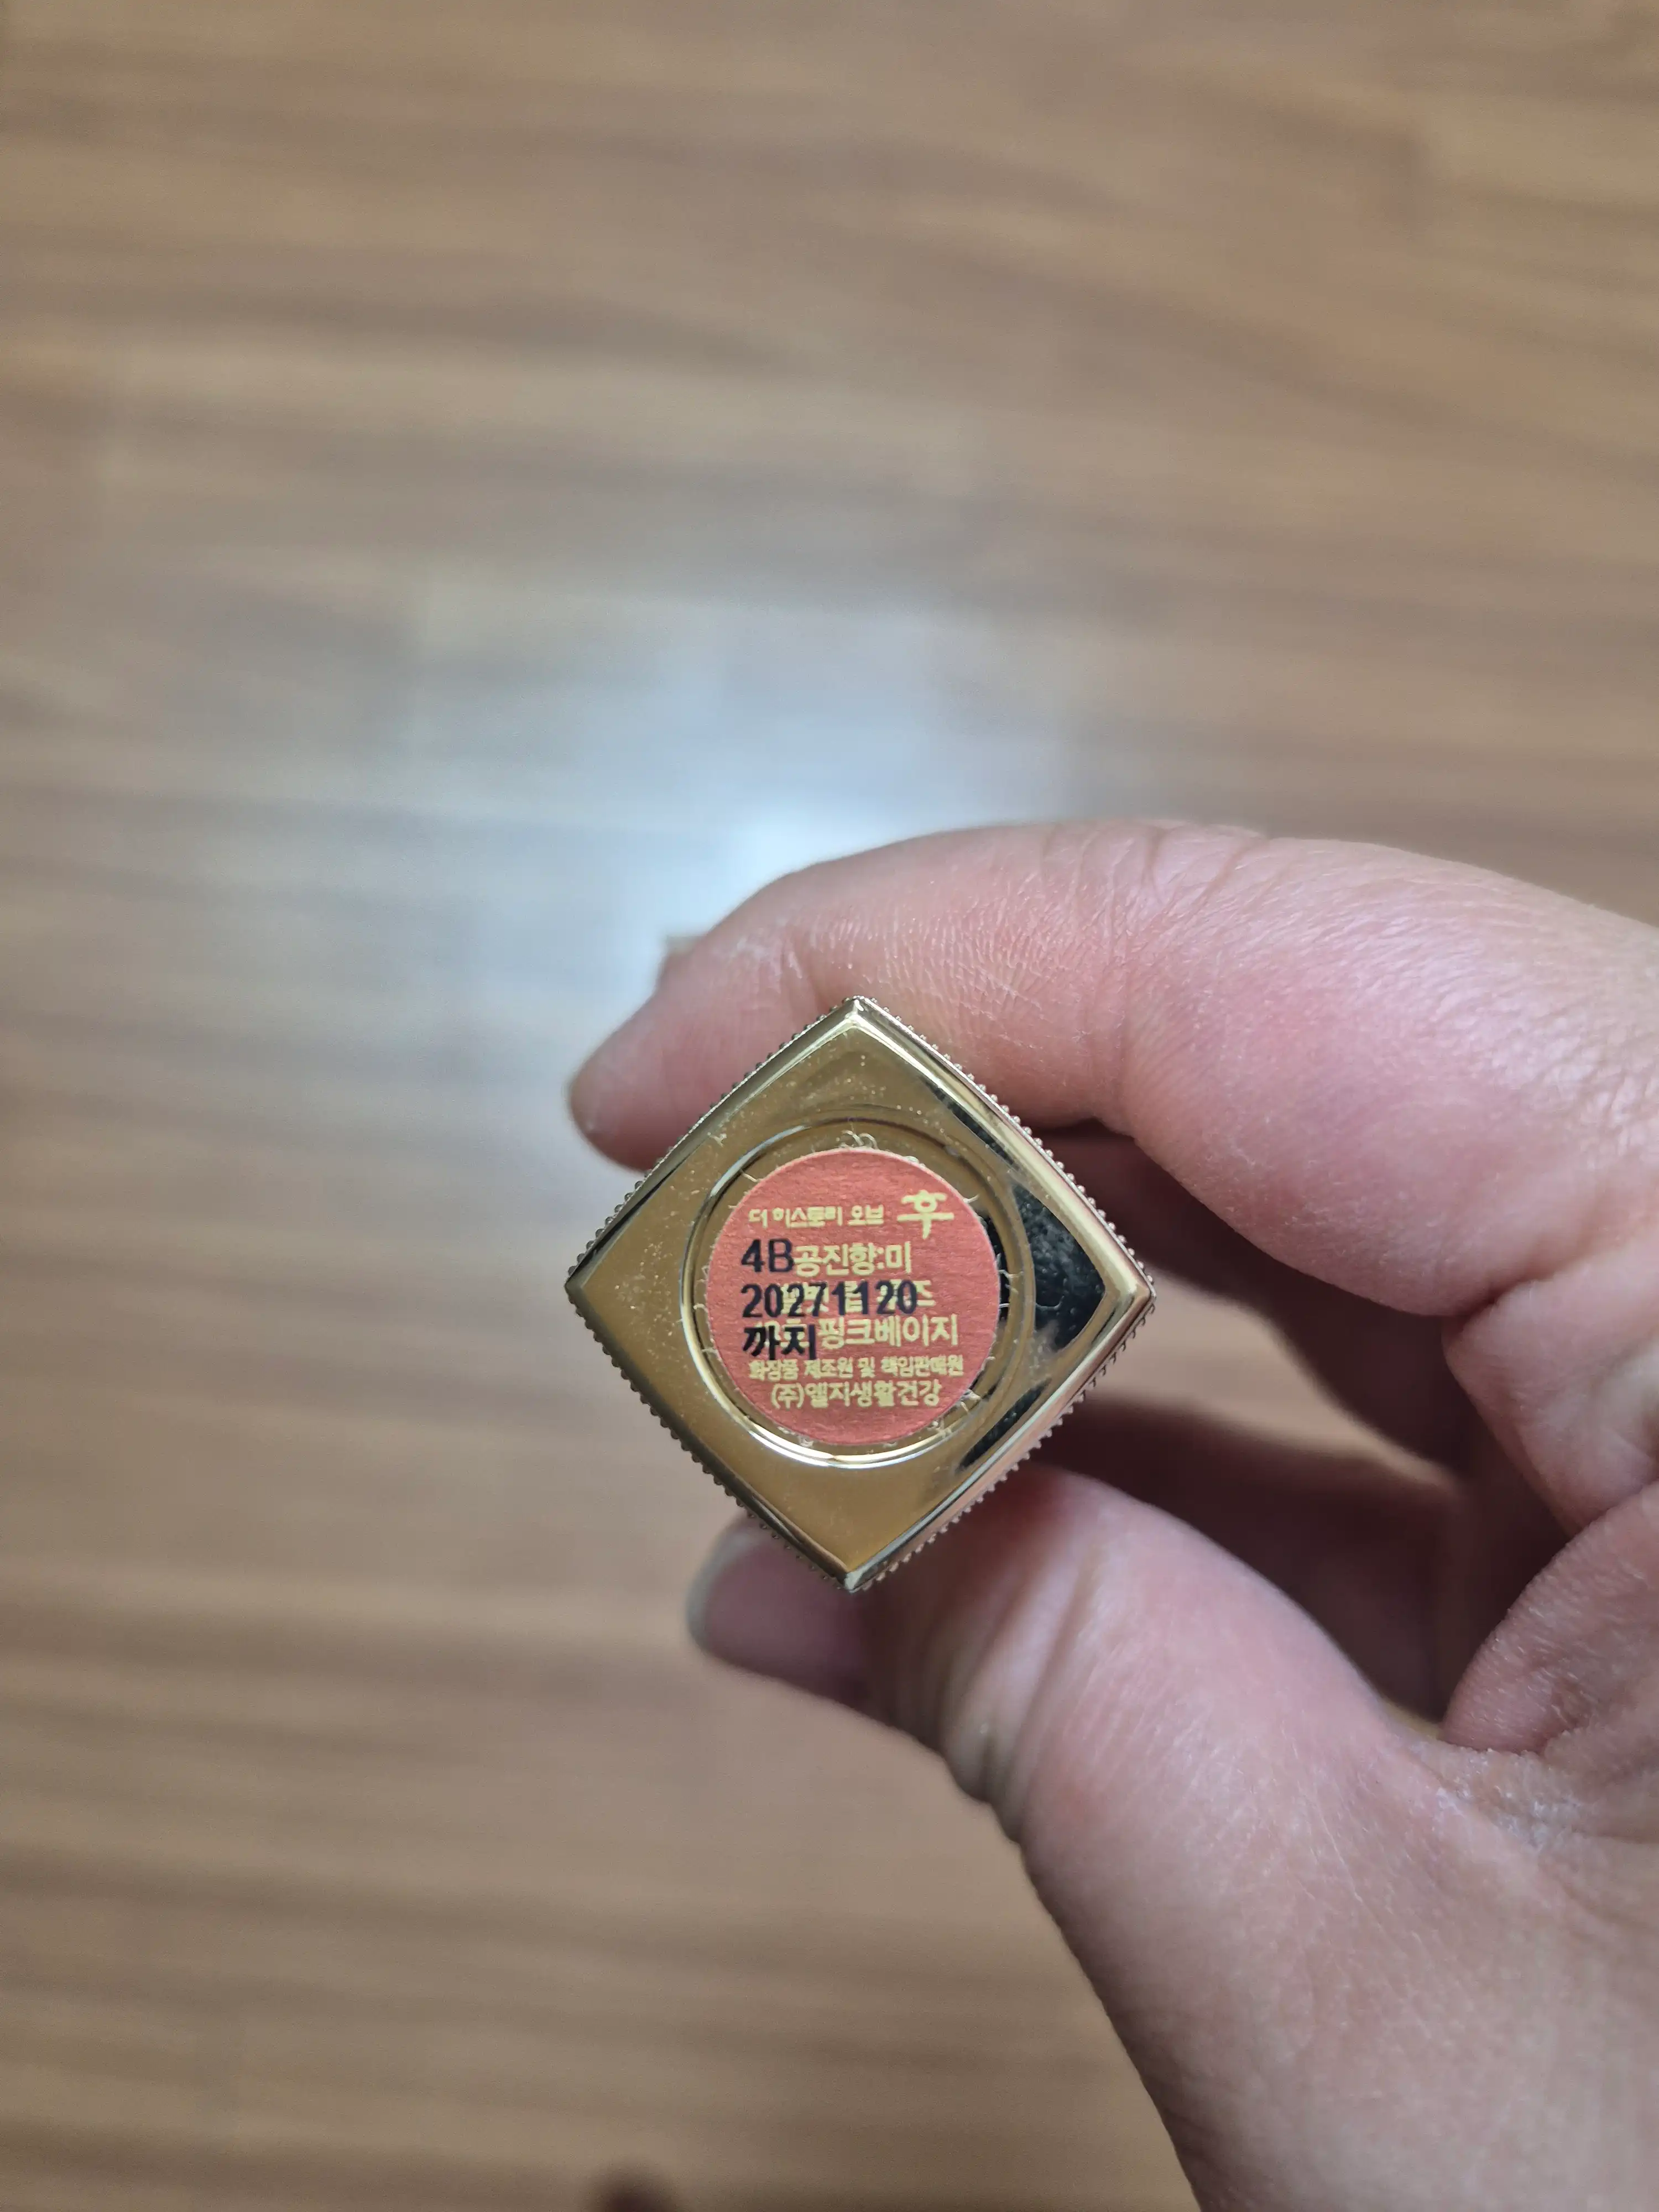 더 히스토리 오브 후
4B 공진향:미
20271120
까지 핑크베이지
화장품 제조원 및 책임판매원
(주)엘지생활건강